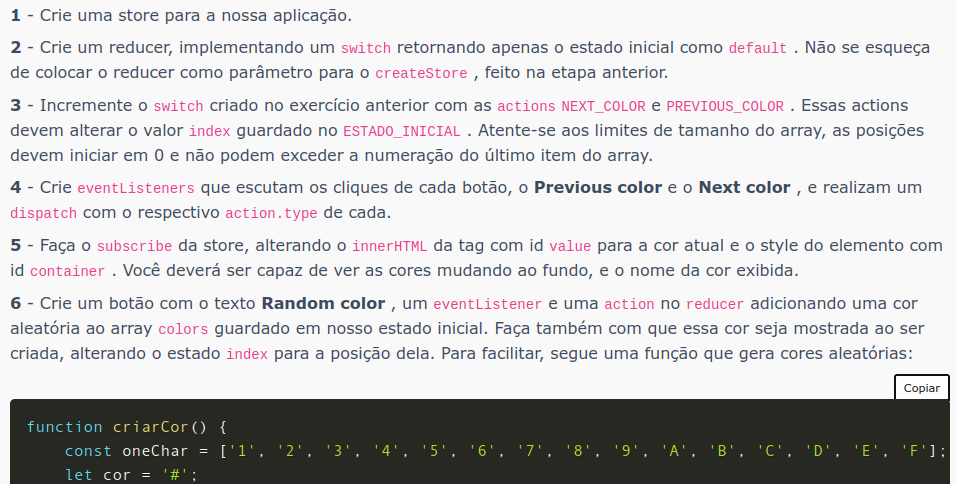 1 - Crie uma store para a nossa aplicação.
2 - Crie um reducer, implementando um switch retornando apenas o estado inicial como default . Não se esqueça
de colocar o reducer como parâmetro para o createStore , feito na etapa anterior.
3 - Incremente o switch criado no exercício anterior com as actions NEXT_COLOR e PREVIOUS_COLOR . Essas actions
devem alterar o valor index guardado no ESTADO_INICIAL . Atente-se aos limites de tamanho do array, as posições
devem iniciar em 0 e não podem exceder a numeração do último item do array.
4 - Crie eventListeners que escutam os cliques de cada botão, o Previous color e o Next color , e realizam um
dispatch com o respectivo action.type de cada.
5 - Faça o subscribe da store, alterando o innerHTML da tag com id value para a cor atual e o style do elemento com
id container . Você deverá ser capaz de ver as cores mudando ao fundo, e o nome da cor exibida.
6 - Crie um botão com o texto Random color , um eventListener e uma action no reducer adicionando uma cor
aleatória ao array colors guardado em nosso estado inicial. Faça também com que essa cor seja mostrada ao ser
criada, alterando o estado index para a posição dela. Para facilitar, segue uma função que gera cores aleatórias:
Copiar
function criarCor() {
const oneChar = ['1', '2', '3', '4', '5', '6', '7', '8', '9', 'A', 'B', 'C', 'D', 'E', 'F'];
let cor = '#';